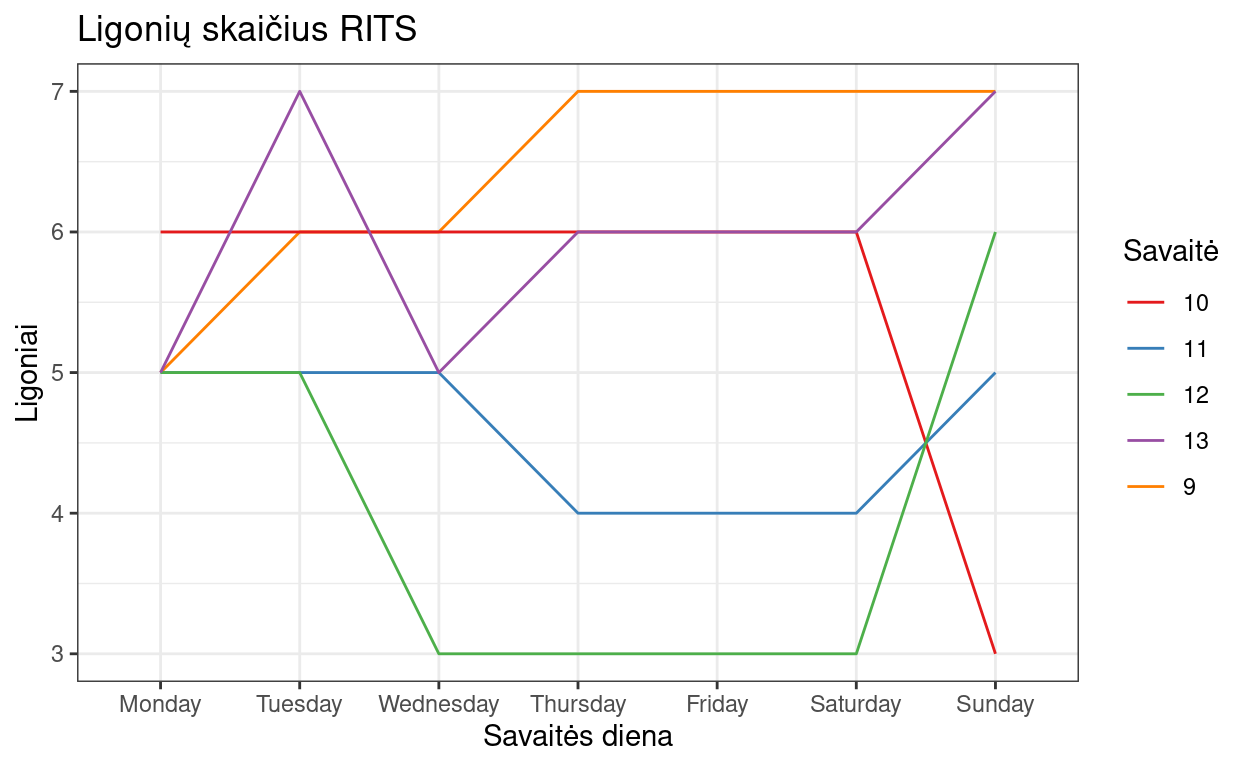 Ligonių skaičius RITS
Ligoniai
7
6
5
4
3
Monday Tuesday Wednesday Thursday Friday Saturday Sunday
Savaitės diena
Savaitė
10
11
12
13
9